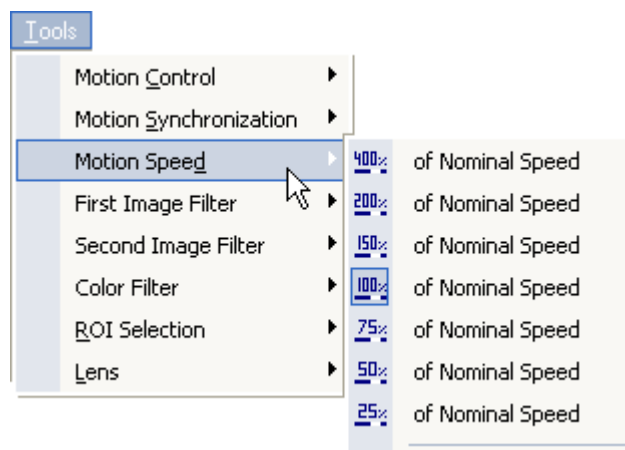 Tools
Motion Control
Motion Synchronization
Motion Speed
First Image Filter
Second Image Filter
Color Filter
ROI Selection
Lens
400% of Nominal Speed
200% of Nominal Speed
150% of Nominal Speed
100% of Nominal Speed
75% of Nominal Speed
50% of Nominal Speed
25% of Nominal Speed